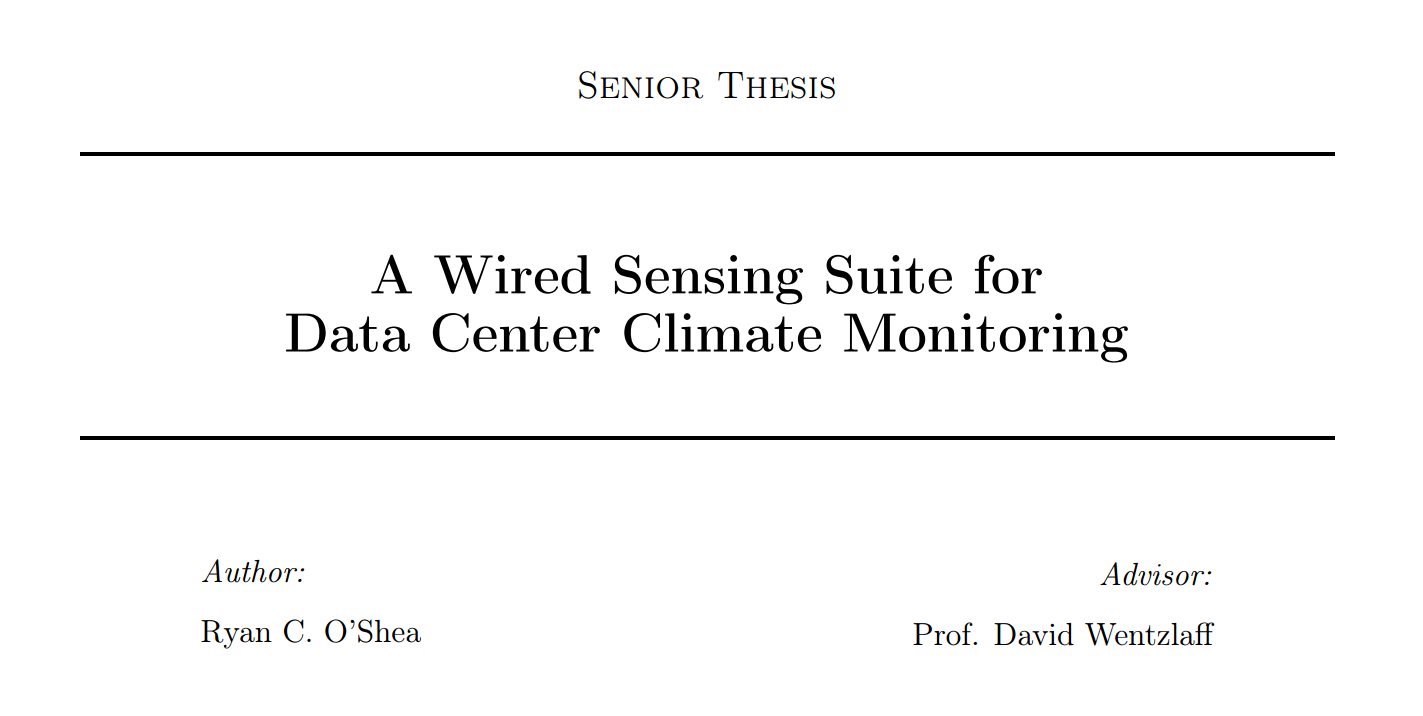 Senior Thesis
A Wired Sensing Suite for
Data Center Climate Monitoring
Author:
Ryan C. O'Shea
Advisor:
Prof. David Wentzlaff